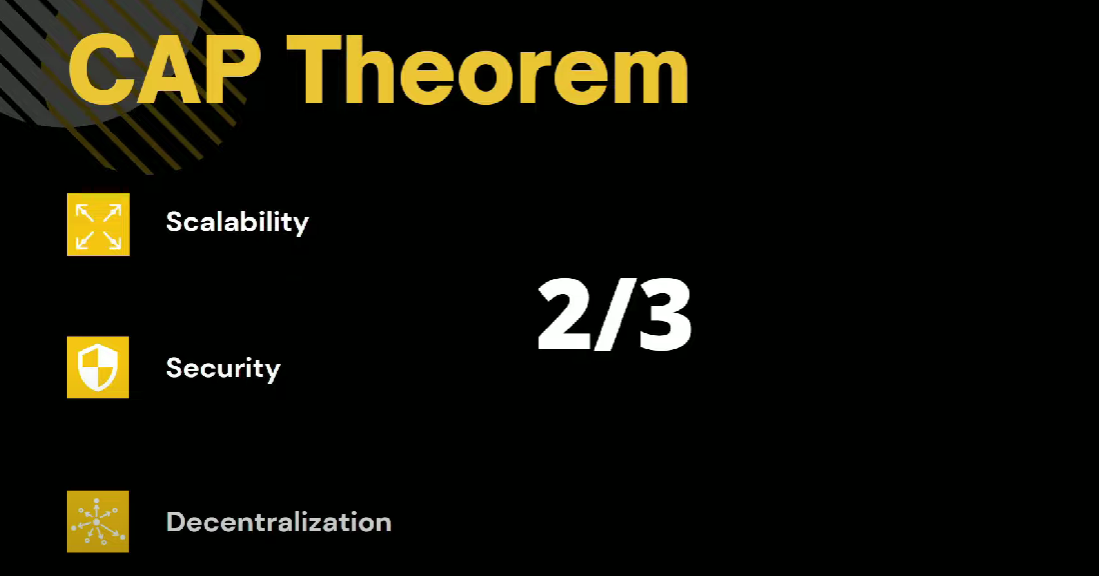 CAP Theorem
Scalability
2/3
Security
Decentralization